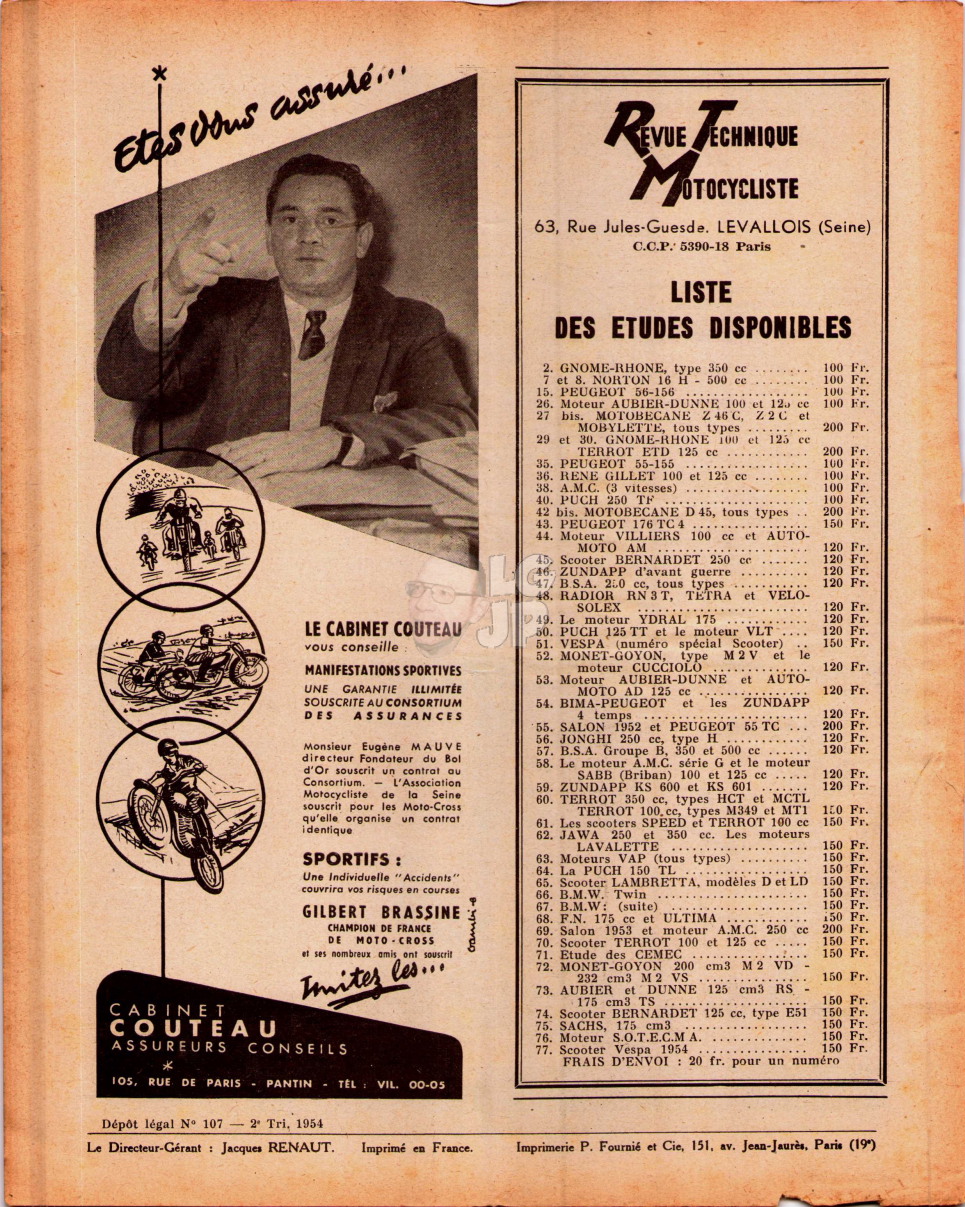 Etes Vous assuré...
LE CABINET COUTEAU
vous conseille :
MANIFESTATIONS SPORTIVES
UNE GARANTIE ILLIMITÉE
SOUSCRITE AU CONSORTIUM
DES ASSURANCES
Monsieur Eugène MAUVE
directeur Fondateur du Bol
d'Or souscrit un contrat au
Consortium. — L'Association
Motocycliste de la Seine
souscrit pour les Moto-Cross
qu'elle organise un contrat
identique
SPORTIFS :
Une Individuelle "Accidents"
couvrira vos risques en courses
GILBERT BRASSINE
CHAMPION DE FRANCE
DE MOTO-CROSS
et ses nombreux amis ont souscrit
Imitez les...
CABINET
COUTEAU
ASSUREURS CONSEILS
*
105, RUE DE PARIS - PANTIN - TÉL : VIL. 00-05
REVUE TECHNIQUE
MOTOCYCLISTE
63, Rue Jules-Guesde. LEVALLOIS (Seine)
C.C.P. 5390-18 Paris
LISTE
DES ETUDES DISPONIBLES
2. GNOME-RHONE, type 350 cc ........ 100 Fr.
7 et 8. NORTON 16 H - 500 cc ........ 100 Fr.
15. PEUGEOT 56-156 .................. 100 Fr.
26. Moteur AUBIER-DUNNE 100 et 125 cc 100 Fr.
27 bis. MOTOBECANE Z 46 C, Z 2 C et
MOBYLETTE, tous types ......... 200 Fr.
29 et 30. GNOME-RHONE 100 et 125 cc
TERROT ETD 125 cc ............ 200 Fr.
35. PEUGEOT 55-155 .................. 100 Fr.
36. RENE GILLET 100 et 125 cc ........ 100 Fr.
38. A.M.C. (3 vitesses) .................. 100 Fr.
40. PUCH 250 TF ..................... 100 Fr.
42 bis. MOTOBECANE D 45, tous types .. 200 Fr.
43. PEUGEOT 176 TC 4 ................. 150 Fr.
44. Moteur VILLIERS 100 cc et AUTO-
MOTO AM ...................... 120 Fr.
45. Scooter BERNARDET 250 cc ....... 120 Fr.
46. ZUNDAPP d'avant guerre .......... 120 Fr.
47. B.S.A. 250 cc, tous types ........... 120 Fr.
48. RADIOR RN 3 T, TETRA et VELO-
SOLEX ........................ 120 Fr.
49. Le moteur YDRAL 175 ............ 120 Fr.
50. PUCH 125 TT et le moteur VLT .... 120 Fr.
51. VESPA (numéro spécial Scooter) .. 150 Fr.
52. MONET-GOYON, type M 2 V et le
moteur CUCCIOLO .............. 120 Fr.
53. Moteur AUBIER-DUNNE et AUTO-
MOTO AD 125 cc ................ 120 Fr.
54. BIMA-PEUGEOT et les ZUNDAPP
4 temps ........................ 120 Fr.
55. SALON 1952 et PEUGEOT 55 TC ... 200 Fr.
56. JONGHI 250 cc, type H ............ 120 Fr.
57. B.S.A. Groupe B, 350 et 500 cc ...... 120 Fr.
58. Le moteur A.M.C. série G et le moteur
SABB (Briban) 100 et 125 cc ..... 120 Fr.
59. ZUNDAPP KS 600 et KS 601 ....... 120 Fr.
60. TERROT 350 cc, types HCT et MCTL
TERROT 100 cc, types M349 et MT1 150 Fr.
61. Les scooters SPEED et TERROT 100 cc 150 Fr.
62. JAWA 250 et 350 cc. Les moteurs
LAVALETTE .................... 150 Fr.
63. Moteurs VAP (tous types) .......... 150 Fr.
64. La PUCH 150 TL ................... 150 Fr.
65. Scooter LAMBRETTA, modèles D et LD 150 Fr.
66. B.M.W. Twin ....................... 150 Fr.
67. B.M.W. (suite) .................... 150 Fr.
68. F.N. 175 cc et ULTIMA ............ 150 Fr.
69. Salon 1953 et moteur A.M.C. 250 cc 200 Fr.
70. Scooter TERROT 100 et 125 cc ..... 150 Fr.
71. Etude des CEMEC ................. 150 Fr.
72. MONET-GOYON 200 cm3 M 2 VD -
232 cm3 M 2 VS ................. 150 Fr.
73. AUBIER et DUNNE 125 cm3 RS -
175 cm3 TS ..................... 150 Fr.
74. Scooter BERNARDET 125 cc, type E51 150 Fr.
75. SACHS, 175 cm3 .................. 150 Fr.
76. Moteur S.O.T.E.C.M A. ............ 150 Fr.
77. Scooter Vespa 1954 ................ 150 Fr.
FRAIS D'ENVOI : 20 fr. pour un numéro
LC
JP
Dépôt légal N° 107 — 2e Tri. 1954
Le Directeur-Gérant : Jacques RENAUT. Imprimé en France. Imprimerie P. Fournié et Cie, 151, av. Jean-Jaurès, Paris (19e)